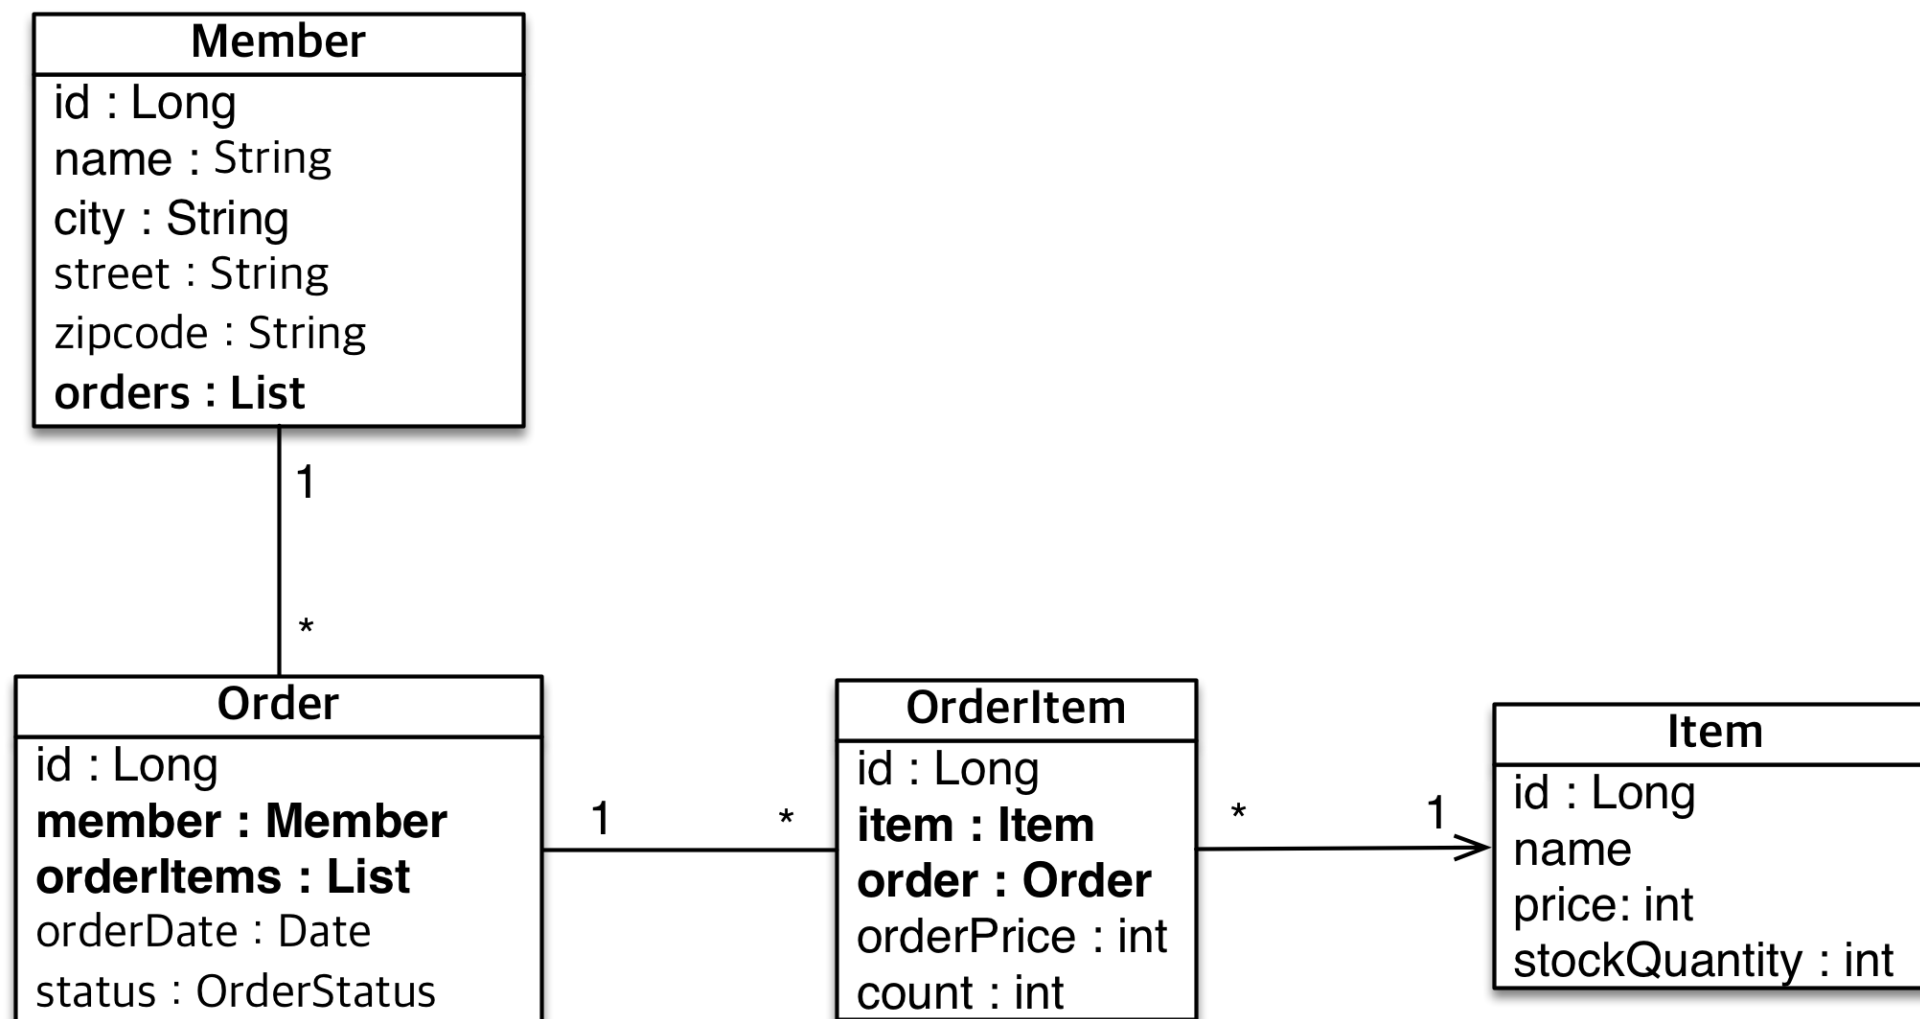 Member
id : Long
name : String
city : String
street : String
zipcode : String
orders : List
1
*
Order
id : Long
member : Member
orderItems : List
orderDate : Date
status : OrderStatus
1
*
OrderItem
id : Long
item : Item
order : Order
orderPrice : int
count : int
*
1
Item
id : Long
name
price: int
stockQuantity : int